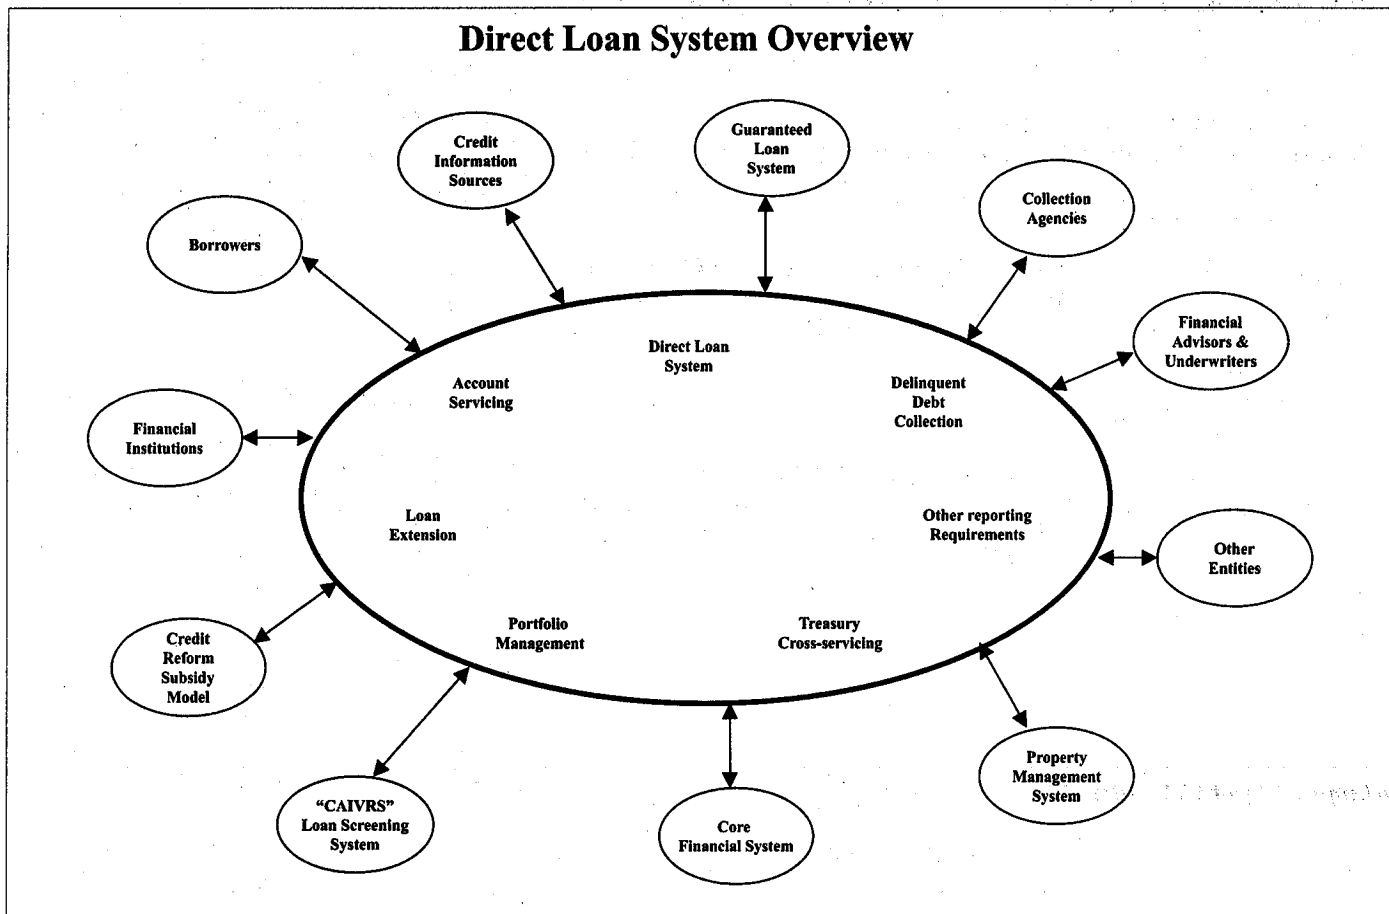 Direct Loan System Overview
Credit
Information
Sources
Guaranteed
Loan
System
Collection
Agencies
Borrowers
Financial
Advisors &
Underwriters
Direct Loan
System
Account
Servicing
Delinquent
Debt
Collection
Financial
Institutions
Loan
Extension
Other reporting
Requirements
Other
Entities
Portfolio
Management
Treasury
Cross-servicing
Credit
Reform
Subsidy
Model
Property
Management
System
“CAIVRS”
Loan Screening
System
Core
Financial System